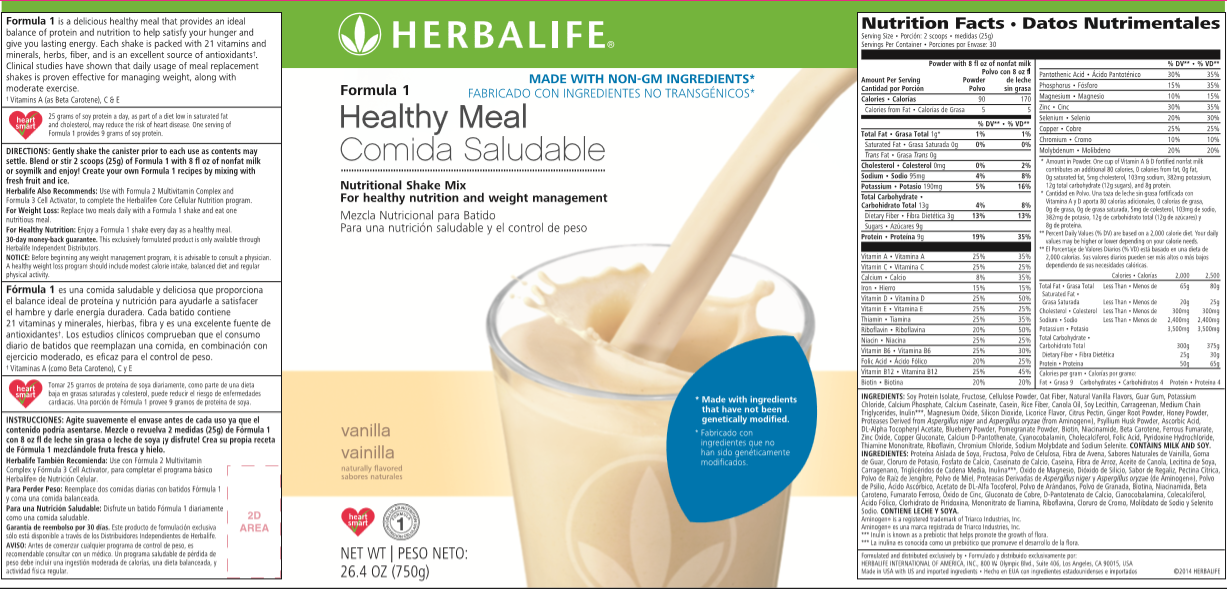 Formula 1 is a delicious healthy meal that provides an ideal
balance of protein and nutrition to help satisfy your hunger and
give you lasting energy. Each shake is packed with 21 vitamins and
minerals, herbs, fiber, and is an excellent source of antioxidants†.
Clinical studies have shown that daily usage of meal replacement
shakes is proven effective for managing weight, along with
moderate exercise.
† Vitamins A (as Beta Carotene), C & E
heart
smart
25 grams of soy protein a day, as part of a diet low in saturated fat
and cholesterol, may reduce the risk of heart disease. One serving of
Formula 1 provides 9 grams of soy protein.
DIRECTIONS: Gently shake the canister prior to each use as contents may
settle. Blend or stir 2 scoops (25g) of Formula 1 with 8 fl oz of nonfat milk
or soymilk and enjoy! Create your own Formula 1 recipes by mixing with
fresh fruit and ice.
Herbalife Also Recommends: Use with Formula 2 Multivitamin Complex and
Formula 3 Cell Activator, to complete the Herbalife® Core Cellular Nutrition program.
For Weight Loss: Replace two meals daily with a Formula 1 shake and eat one
nutritious meal.
For Healthy Nutrition: Enjoy a Formula 1 shake every day as a healthy meal.
30-day money-back guarantee. This exclusively formulated product is only available through
Herbalife Independent Distributors.
NOTICE: Before beginning any weight management program, it is advisable to consult a physician.
A healthy weight loss program should include modest calorie intake, balanced diet and regular
physical activity.
Fórmula 1 es una comida saludable y deliciosa que proporciona
el balance ideal de proteína y nutrición para ayudarle a satisfacer
el hambre y darle energía duradera. Cada batido contiene
21 vitaminas y minerales, hierbas, fibra y es una excelente fuente de
antioxidantes†. Los estudios clínicos comprueban que el consumo
diario de batidos que reemplazan una comida, en combinación con
ejercicio moderado, es eficaz para el control de peso.
† Vitaminas A (como Beta Caroteno), C y E
heart
smart
Tomar 25 gramos de proteína de soya diariamente, como parte de una dieta
baja en grasas saturadas y colesterol, puede reducir el riesgo de enfermedades
cardíacas. Una porción de Fórmula 1 provee 9 gramos de proteína de soya.
INSTRUCCIONES: Agite suavemente el envase antes de cada uso ya que el
contenido podría asentarse. Mezcle o revuelva 2 medidas (25g) de Fórmula 1
con 8 oz fl de leche sin grasa o leche de soya ¡y disfrute! Crea su propia receta
de Fórmula 1 mezclándole fruta fresca y hielo.
Herbalife También Recomienda: Use con Fórmula 2 Multivitamin
Complex y Fórmula 3 Cell Activator, para completar el programa básico
Herbalife® de Nutrición Celular.
Para Perder Peso: Reemplace dos comidas diarias con batidos Fórmula 1
y coma una comida balanceada.
Para una Nutrición Saludable: Disfrute un batido Fórmula 1 diariamente
como una comida saludable.
Garantía de reembolso por 30 días. Este producto de formulación exclusiva
sólo está disponible a través de los Distribuidores Independientes de Herbalife.
AVISO: Antes de comenzar cualquier programa de control de peso, es
recomendable consultar con un médico. Un programa saludable de pérdida de
peso debe incluir una ingestión moderada de calorías, una dieta balanceada, y
actividad física regular.
2D
AREA
HERBALIFE®
MADE WITH NON-GM INGREDIENTS*
FABRICADO CON INGREDIENTES NO TRANSGÉNICOS*
Formula 1
Healthy Meal
Comida Saludable
Nutritional Shake Mix
For healthy nutrition and weight management
Mezcla Nutricional para Batido
Para una nutrición saludable y el control de peso
* Made with ingredients
that have not been
genetically modified.
* Fabricado con
ingredientes que no
han sido genéticamente
modificados.
vanilla
vainilla
naturally flavored
sabores naturales
heart
smart
1
NET WT | PESO NETO:
26.4 OZ (750g)
Nutrition Facts • Datos Nutrimentales
Serving Size • Porción: 2 scoops • medidas (25g)
Servings Per Container • Porciones por Envase: 30
Powder with 8 fl oz of nonfat milk
Polvo con 8 oz fl
Amount Per Serving Powder de leche
Cantidad por Porción Polvo sin grasa
Calories • Calorías 90 170
Calories from Fat • Calorías de Grasa 5 5
% DV** • % VD**
Total Fat • Grasa Total 1g* 1% 1%
Saturated Fat • Grasa Saturada 0g 0% 0%
Trans Fat • Grasa Trans 0g
Cholesterol • Colesterol 0mg 0% 2%
Sodium • Sodio 95mg 4% 8%
Potassium • Potasio 190mg 5% 16%
Total Carbohydrate •
Carbohidrato Total 13g 4% 8%
Dietary Fiber • Fibra Dietética 3g 13% 13%
Sugars • Azúcares 9g
Protein • Proteína 9g 19% 35%
Vitamin A • Vitamina A 25% 35%
Vitamin C • Vitamina C 25% 25%
Calcium • Calcio 8% 35%
Iron • Hierro 15% 15%
Vitamin D • Vitamina D 25% 50%
Vitamin E • Vitamina E 25% 25%
Thiamin • Tiamina 25% 35%
Riboflavin • Riboflavina 20% 50%
Niacin • Niacina 25% 25%
Vitamin B6 • Vitamina B6 25% 30%
Folic Acid • Ácido Fólico 20% 25%
Vitamin B12 • Vitamina B12 25% 45%
Biotin • Biotina 20% 20%
% DV** • % VD**
Pantothenic Acid • Ácido Pantoténico 30% 35%
Phosphorus • Fósforo 15% 35%
Magnesium • Magnesio 10% 15%
Zinc • Cinc 30% 35%
Selenium • Selenio 20% 30%
Copper • Cobre 25% 25%
Chromium • Cromo 10% 10%
Molybdenum • Molibdeno 20% 20%
* Amount in Powder. One cup of Vitamin A & D fortified nonfat milk
contributes an additional 80 calories, 0 calories from fat, 0g fat,
0g saturated fat, 5mg cholesterol, 103mg sodium, 382mg potassium,
12g total carbohydrate (12g sugars), and 8g protein.
* Cantidad en Polvo. Una taza de leche sin grasa fortificada con
Vitamina A y D aporta 80 calorías adicionales, 0 calorías de grasa,
0g de grasa, 0g de grasa saturada, 5mg de colesterol, 103mg de sodio,
382mg de potasio, 12g de carbohidrato total (12g de azúcares) y
8g de proteína.
** Percent Daily Values (% DV) are based on a 2,000 calorie diet. Your daily
values may be higher or lower depending on your calorie needs.
** El Porcentaje de Valores Diarios (% VD) está basado en una dieta de
2,000 calorías. Sus valores diarios pueden ser más altos o más bajos
dependiendo de sus necesidades calóricas.
Calories • Calorías 2,000 2,500
Total Fat • Grasa Total Less Than • Menos de 65g 80g
Saturated Fat •
Grasa Saturada Less Than • Menos de 20g 25g
Cholesterol • Colesterol Less Than • Menos de 300mg 300mg
Sodium • Sodio Less Than • Menos de 2,400mg 2,400mg
Potassium • Potasio 3,500mg 3,500mg
Total Carbohydrate •
Carbohidrato Total 300g 375g
Dietary Fiber • Fibra Dietética 25g 30g
Protein • Proteína 50g 65g
Calories per gram • Calorías por gramo:
Fat • Grasa 9 Carbohydrates • Carbohidratos 4 Protein • Proteína 4
INGREDIENTS: Soy Protein Isolate, Fructose, Cellulose Powder, Oat Fiber, Natural Vanilla Flavors, Guar Gum, Potassium
Chloride, Calcium Phosphate, Calcium Caseinate, Casein, Rice Fiber, Canola Oil, Soy Lecithin, Carrageenan, Medium Chain
Triglycerides, Inulin***, Magnesium Oxide, Silicon Dioxide, Licorice Flavor, Citrus Pectin, Ginger Root Powder, Honey Powder,
Proteases Derived from Aspergillus niger and Aspergillus oryzae (from Aminogen®), Psyllium Husk Powder, Ascorbic Acid,
DL-Alpha Tocopheryl Acetate, Blueberry Powder, Pomegranate Powder, Biotin, Niacinamide, Beta Carotene, Ferrous Fumarate,
Zinc Oxide, Copper Gluconate, Calcium D-Pantothenate, Cyanocobalamin, Cholecalciferol, Folic Acid, Pyridoxine Hydrochloride,
Thiamine Mononitrate, Riboflavin, Chromium Chloride, Sodium Molybdate and Sodium Selenite. CONTAINS MILK AND SOY.
INGREDIENTES: Proteína Aislada de Soya, Fructosa, Polvo de Celulosa, Fibra de Avena, Sabores Naturales de Vainilla, Goma
de Guar, Cloruro de Potasio, Fosfato de Calcio, Caseinato de Calcio, Caseína, Fibra de Arroz, Aceite de Canola, Lecitina de Soya,
Carragenano, Triglicéridos de Cadena Media, Inulina***, Óxido de Magnesio, Dióxido de Silicio, Sabor de Regaliz, Pectina Cítrica,
Polvo de Raíz de Jengibre, Polvo de Miel, Proteasas Derivadas de Aspergillus niger y Aspergillus oryzae (de Aminogen®), Polvo
de Psilio, Ácido Ascórbico, Acetato de DL-Alfa Tocoferol, Polvo de Arándanos, Polvo de Granada, Biotina, Niacinamida, Beta
Caroteno, Fumarato Ferroso, Óxido de Cinc, Gluconato de Cobre, D-Pantotenato de Calcio, Cianocobalamina, Colecalciferol,
Ácido Fólico, Clorhidrato de Piridoxina, Mononitrato de Tiamina, Riboflavina, Cloruro de Cromo, Molibdato de Sodio y Selenito
Sodio. CONTIENE LECHE Y SOYA.
Aminogen® is a registered trademark of Triarco Industries, Inc.
Aminogen® es una marca registrada de Triarco Industries, Inc.
*** Inulin is known as a prebiotic that helps promote the growth of flora.
*** La inulina es conocida como un prebiótico que promueve el desarrollo de la flora.
Formulated and distributed exclusively by • Formulado y distribuido exclusivamente por:
HERBALIFE INTERNATIONAL OF AMERICA, INC., 800 W. Olympic Blvd., Suite 406, Los Angeles, CA 90015, USA
Made in USA with US and imported ingredients • Hecho en EUA con ingredientes estadounidenses e importados
©2014 HERBALIFE